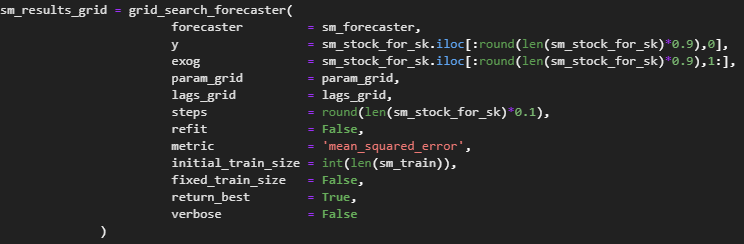 sm_results_grid = grid_search_forecaster(
forecaster = sm_forecaster,
y = sm_stock_for_sk.iloc[:round(len(sm_stock_for_sk)*0.9),0],
exog = sm_stock_for_sk.iloc[:round(len(sm_stock_for_sk)*0.9),1:],
param_grid = param_grid,
lags_grid = lags_grid,
steps = round(len(sm_stock_for_sk)*0.1),
refit = False,
metric = 'mean_squared_error',
initial_train_size = int(len(sm_train)),
fixed_train_size = False,
return_best = True,
verbose = False
)